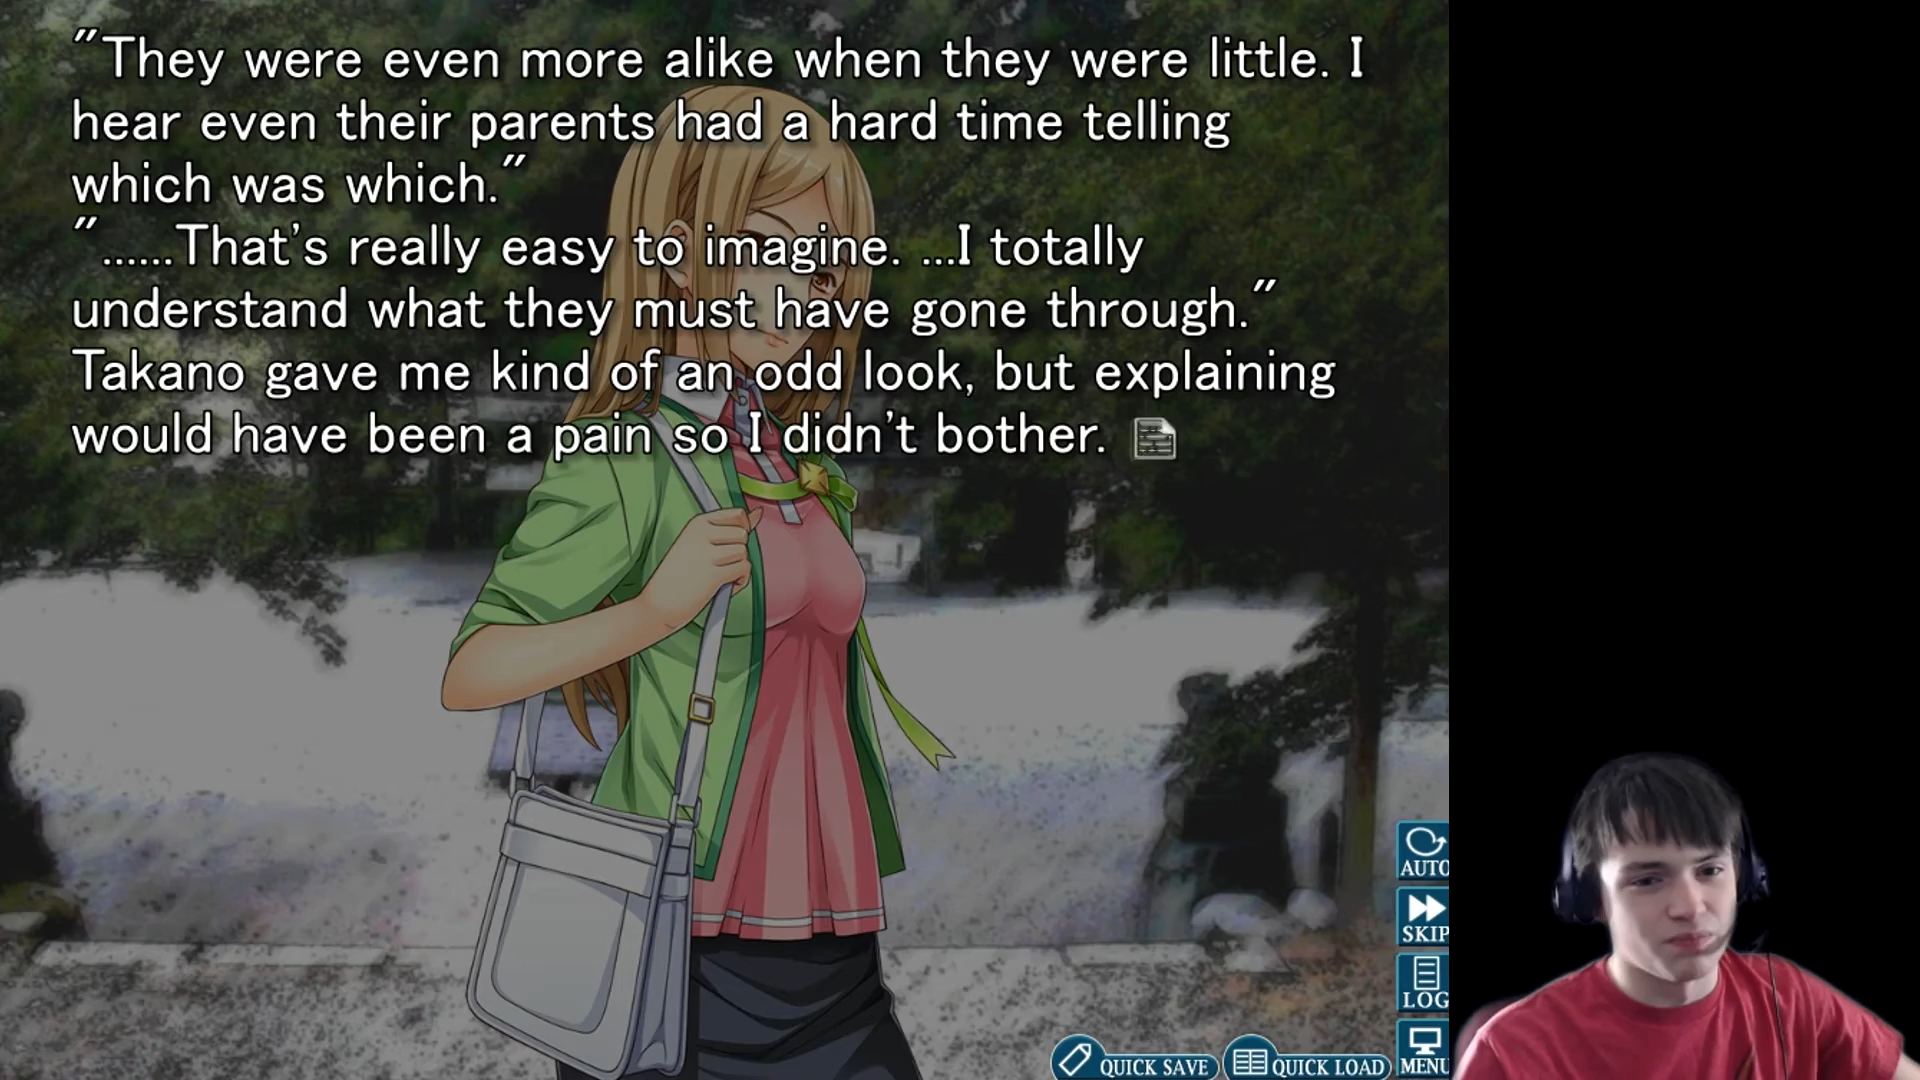 "They were even more alike when they were little. I
hear even their parents had a hard time telling
which was which."
"......That's really easy to imagine. ...I totally
understand what they must have gone through."
Takano gave me kind of an odd look, but explaining
would have been a pain so I didn't bother.
AUTO
SKIP
LOG
MENU
QUICK SAVE
QUICK LOAD